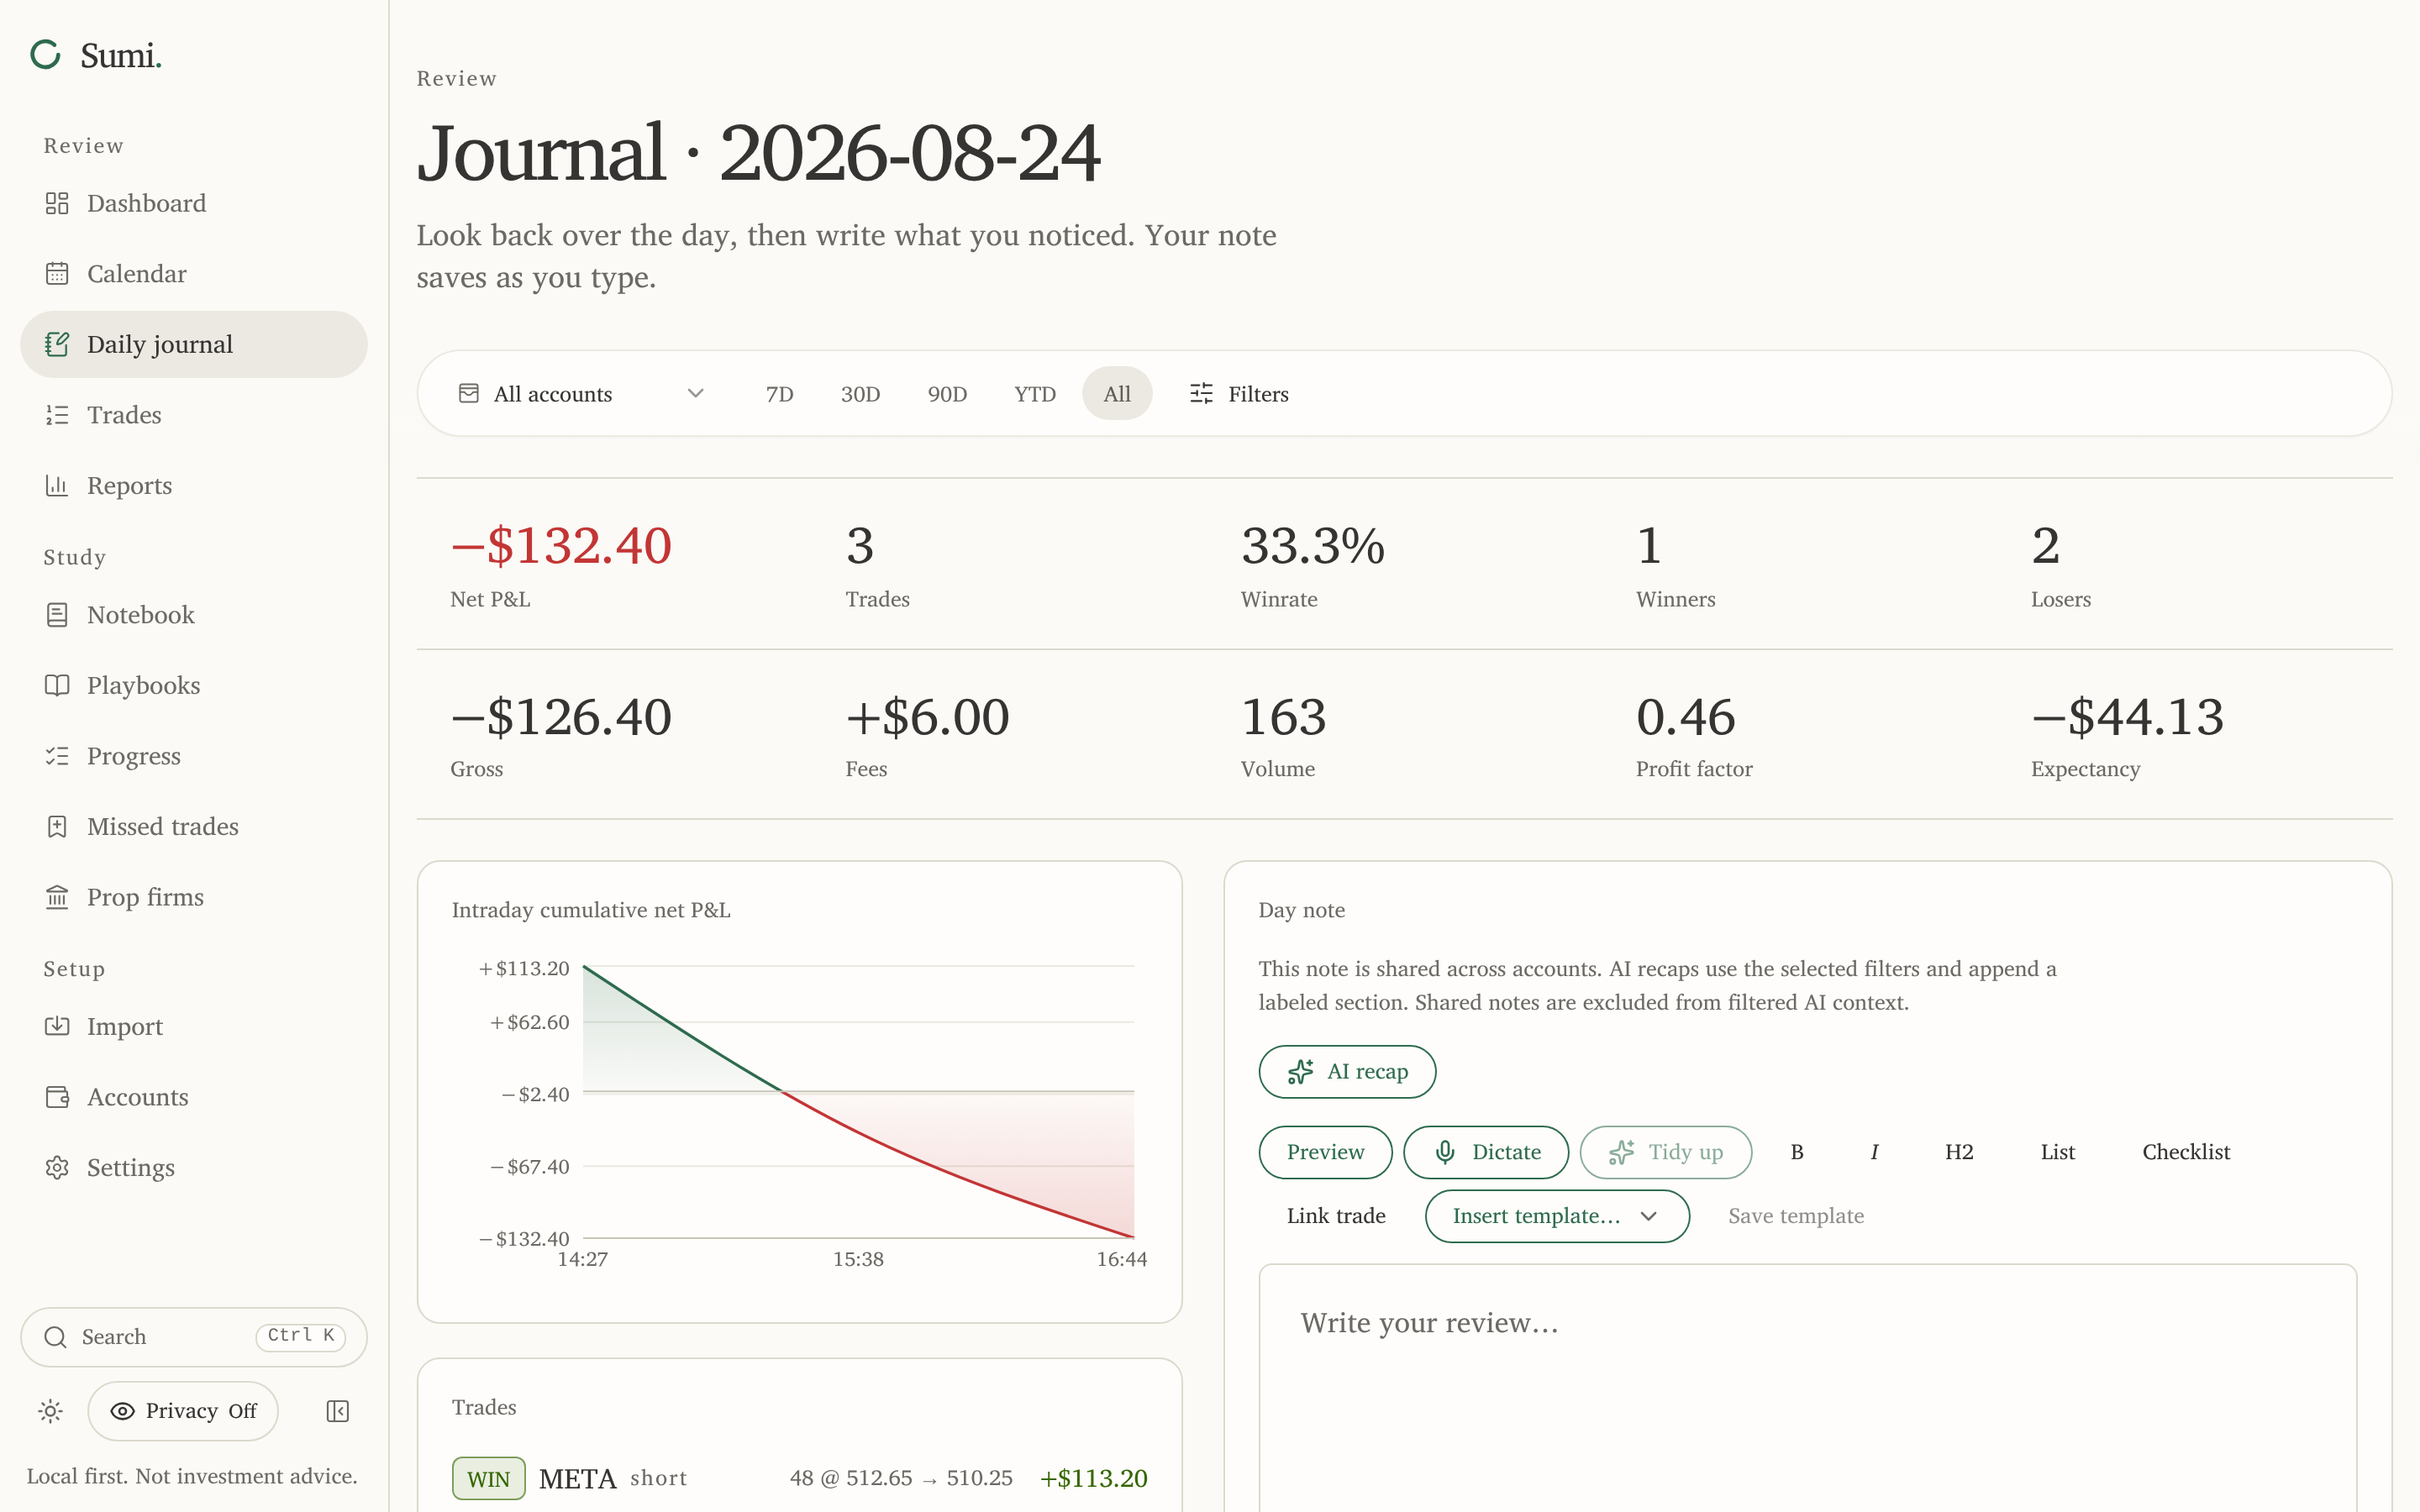 Sumi.
Review
Dashboard
Calendar
Daily journal
Trades
Reports
Study
Notebook
Playbooks
Progress
Missed trades
Prop firms
Setup
Import
Accounts
Settings
Search Ctrl K
Privacy Off
Local first. Not investment advice.
Review
Journal · 2026-08-24
Look back over the day, then write what you noticed. Your note
saves as you type.
All accounts 7D 30D 90D YTD All Filters
−$132.40 3 33.3% 1 2
Net P&L Trades Winrate Winners Losers
−$126.40 +$6.00 163 0.46 −$44.13
Gross Fees Volume Profit factor Expectancy
Intraday cumulative net P&L
+$113.20
+$62.60
−$2.40
−$67.40
−$132.40
14:27 15:38 16:44
Trades
WIN META short 48 @ 512.65 → 510.25 +$113.20
Day note
This note is shared across accounts. AI recaps use the selected filters and append a
labeled section. Shared notes are excluded from filtered AI context.
AI recap
Preview Dictate Tidy up B I H2 List Checklist
Link trade Insert template… Save template
Write your review…